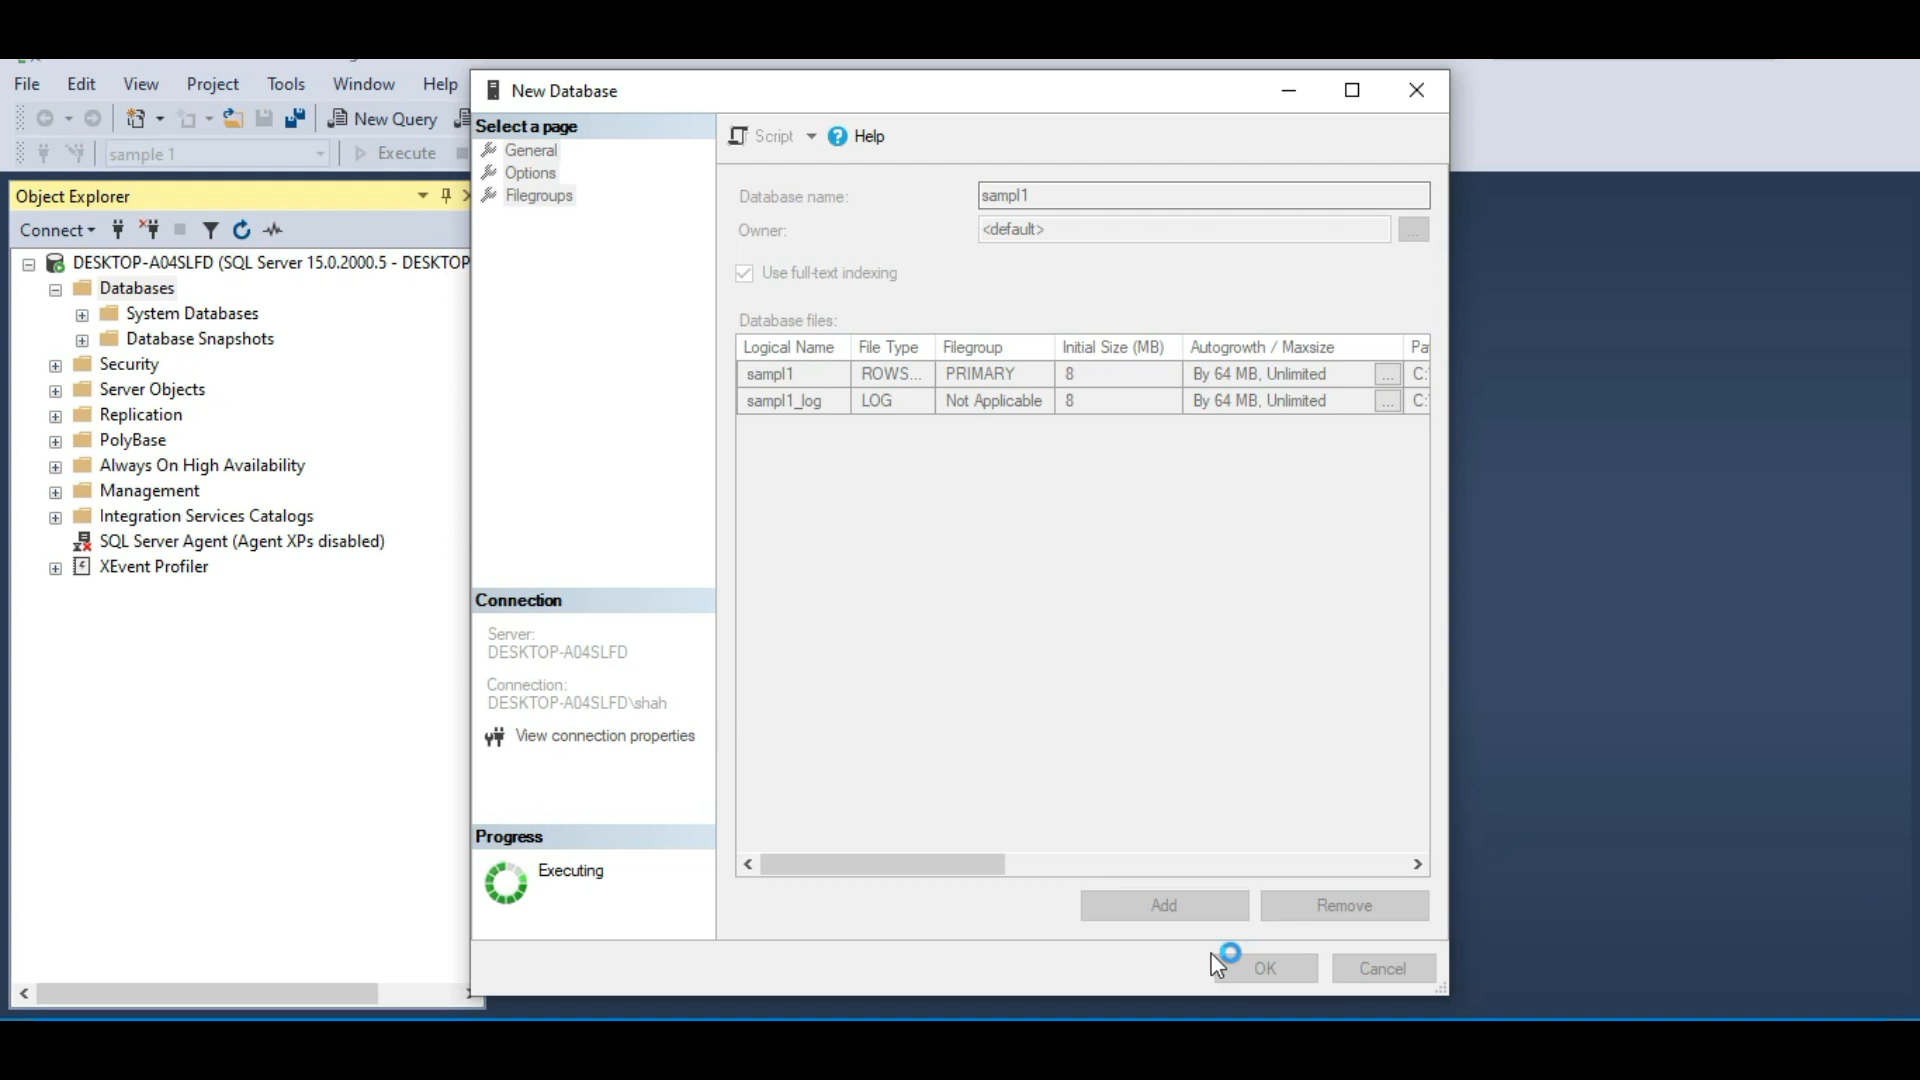 File Edit View Project Tools Window Help
New Query
sample 1
Execute
Object Explorer
Connect
DESKTOP-A04SLFD (SQL Server 15.0.2000.5 - DESKTOP
Databases
System Databases
Database Snapshots
Security
Server Objects
Replication
PolyBase
Always On High Availability
Management
Integration Services Catalogs
SQL Server Agent (Agent XPs disabled)
XEvent Profiler
New Database
Select a page
General
Options
Filegroups
Connection
Server:
DESKTOP-A04SLFD
Connection:
DESKTOP-A04SLFD\shah
View connection properties
Progress
Executing
Script Help
Database name: sampl1
Owner: <default> ...
Use full-text indexing
Database files:
Logical Name File Type Filegroup Initial Size (MB) Autogrowth / Maxsize Pa
sampl1 ROWS... PRIMARY 8 By 64 MB, Unlimited ... C:
sampl1_log LOG Not Applicable 8 By 64 MB, Unlimited ... C:
Add Remove
OK Cancel